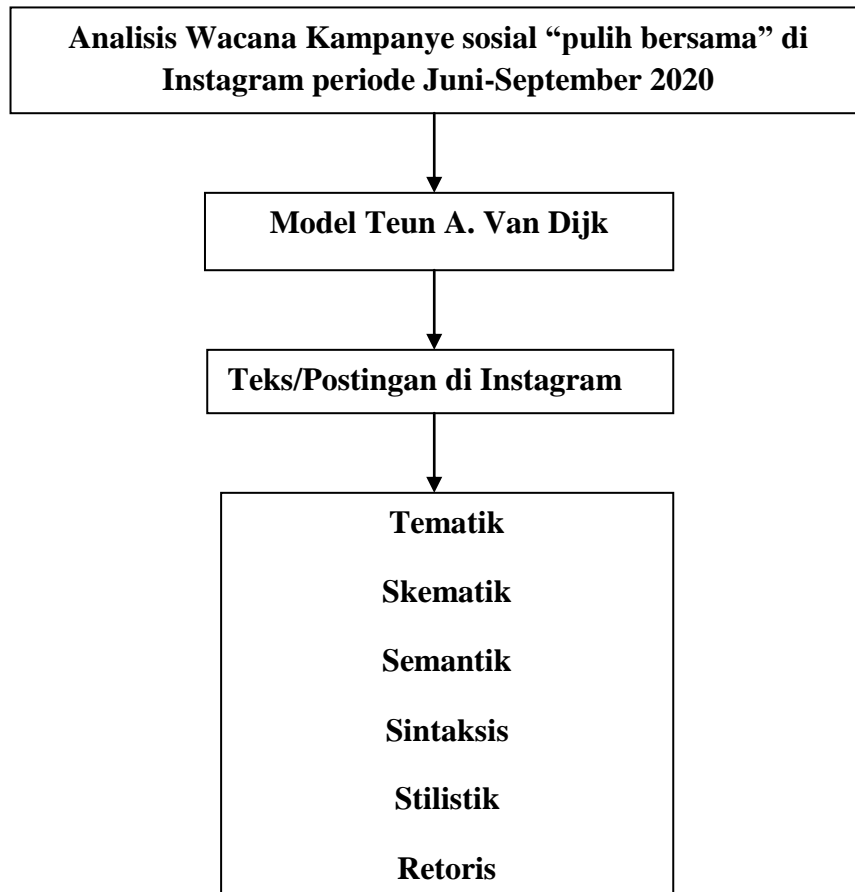 Analisis Wacana Kampanye sosial “pulih bersama” di
Instagram periode Juni-September 2020
Model Teun A. Van Dijk
Teks/Postingan di Instagram
Tematik
Skematik
Semantik
Sintaksis
Stilistik
Retoris